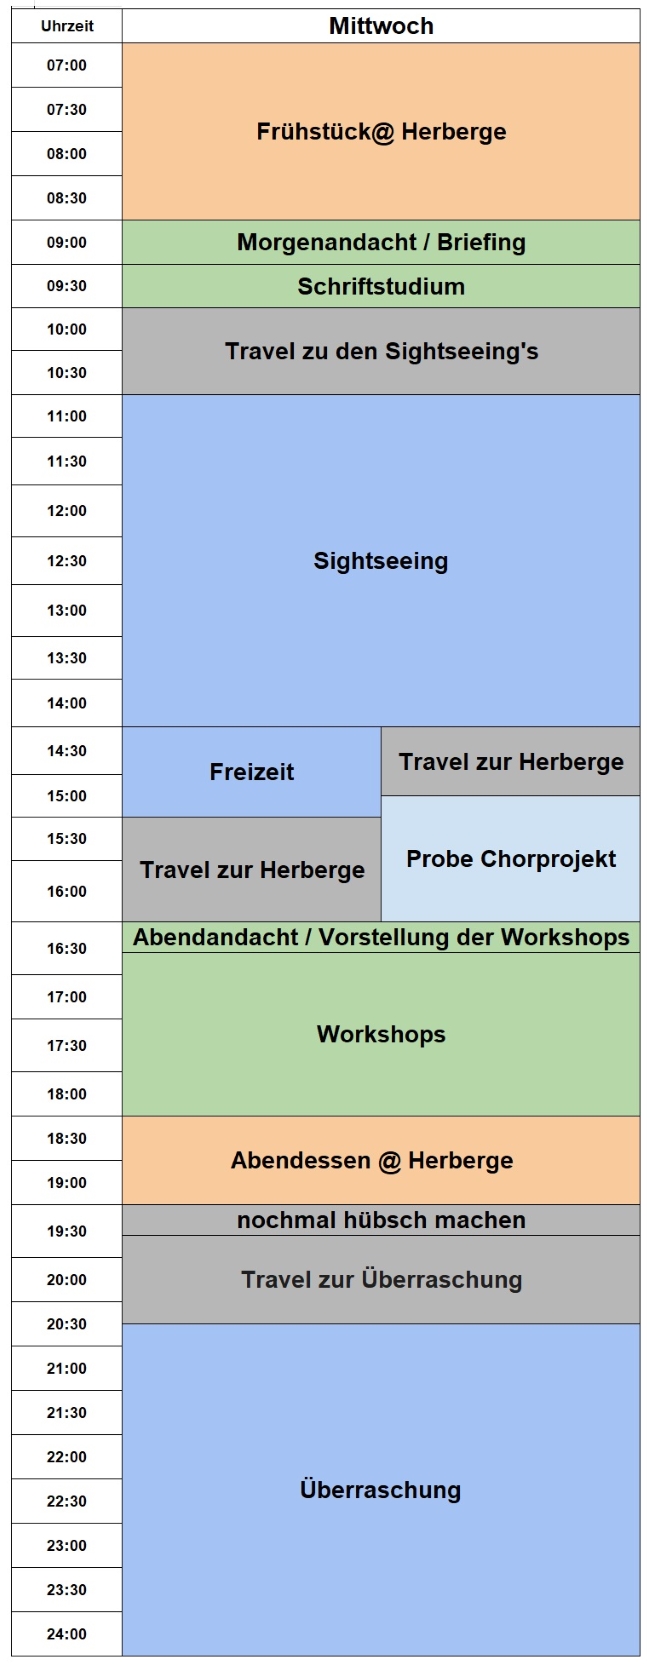 Uhrzeit Mittwoch
07:00
07:30
Frühstück@ Herberge
08:00
08:30
09:00 Morgenandacht / Briefing
09:30 Schriftstudium
10:00
Travel zu den Sightseeing's
10:30
11:00
11:30
12:00
12:30 Sightseeing
13:00
13:30
14:00
14:30
Freizeit
Travel zur Herberge
15:00
15:30
Travel zur Herberge
Probe Chorprojekt
16:00
Abendandacht / Vorstellung der Workshops
16:30
17:00
Workshops
17:30
18:00
18:30
Abendessen @ Herberge
19:00
nochmal hübsch machen
19:30
20:00 Travel zur Überraschung
20:30
21:00
21:30
22:00
Überraschung
22:30
23:00
23:30
24:00